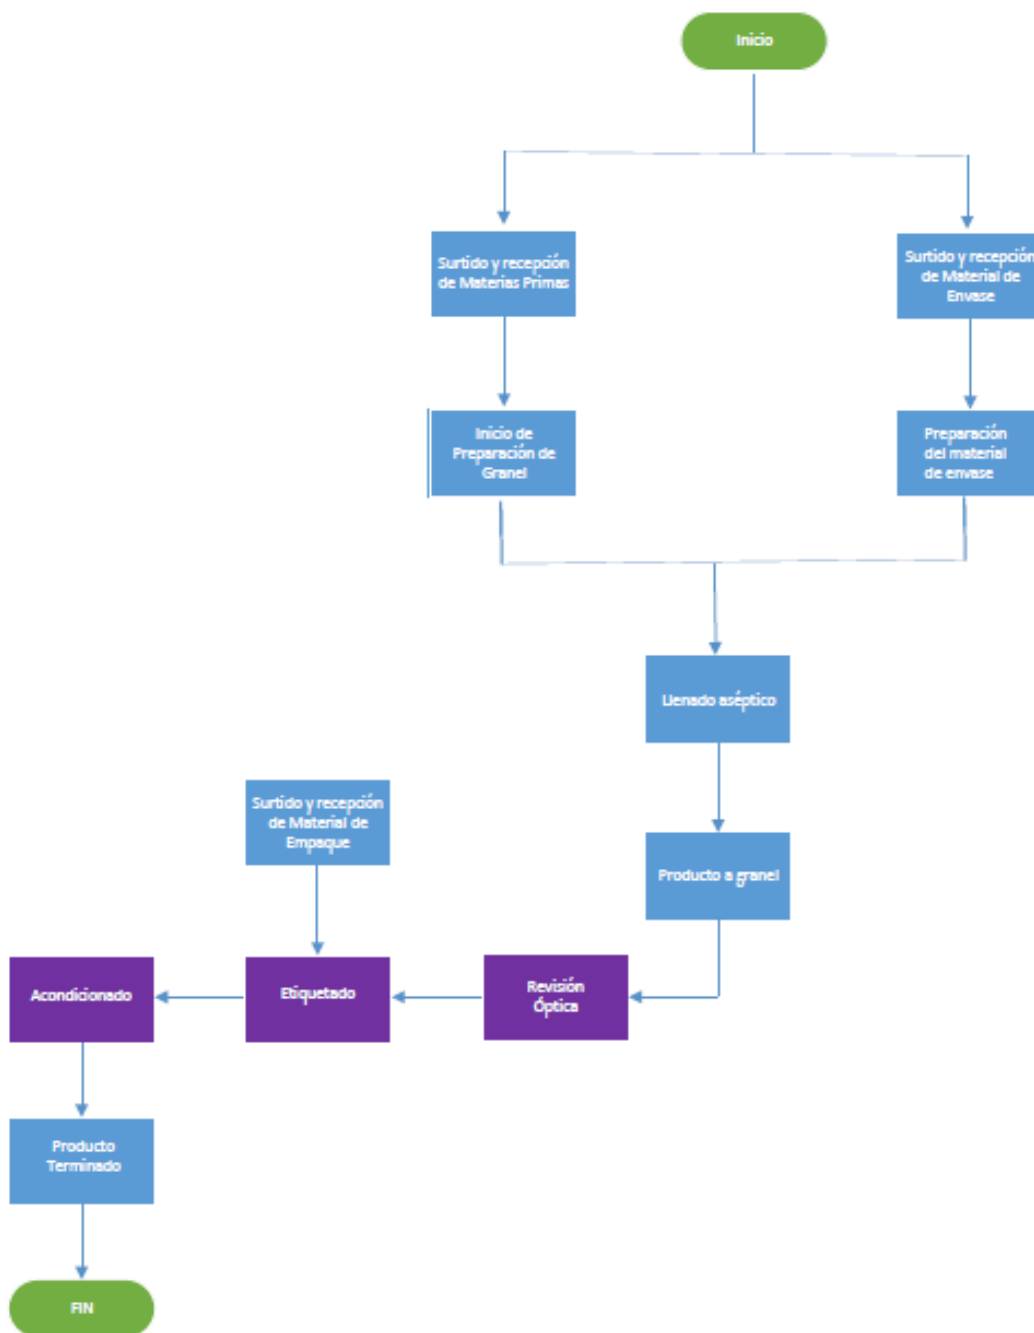 Inicio
Surtido y recepción
de Materias Primas
Surtido y recepción
de Material de
Envase
Inicio de
Preparación de
Granel
Preparación
del material
de envase
Llenado aséptico
Surtido y recepción
de Material de
Empaque
Producto a granel
Acondicionado
Etiquetado
Revisión
Óptica
Producto
Terminado
FIN